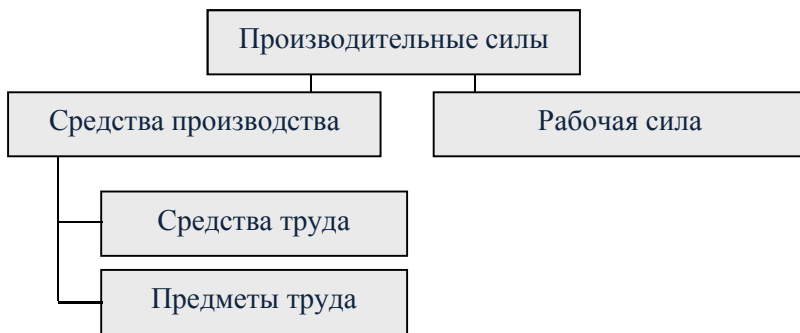 Производительные силы
Средства производства
Рабочая сила
Средства труда
Предметы труда